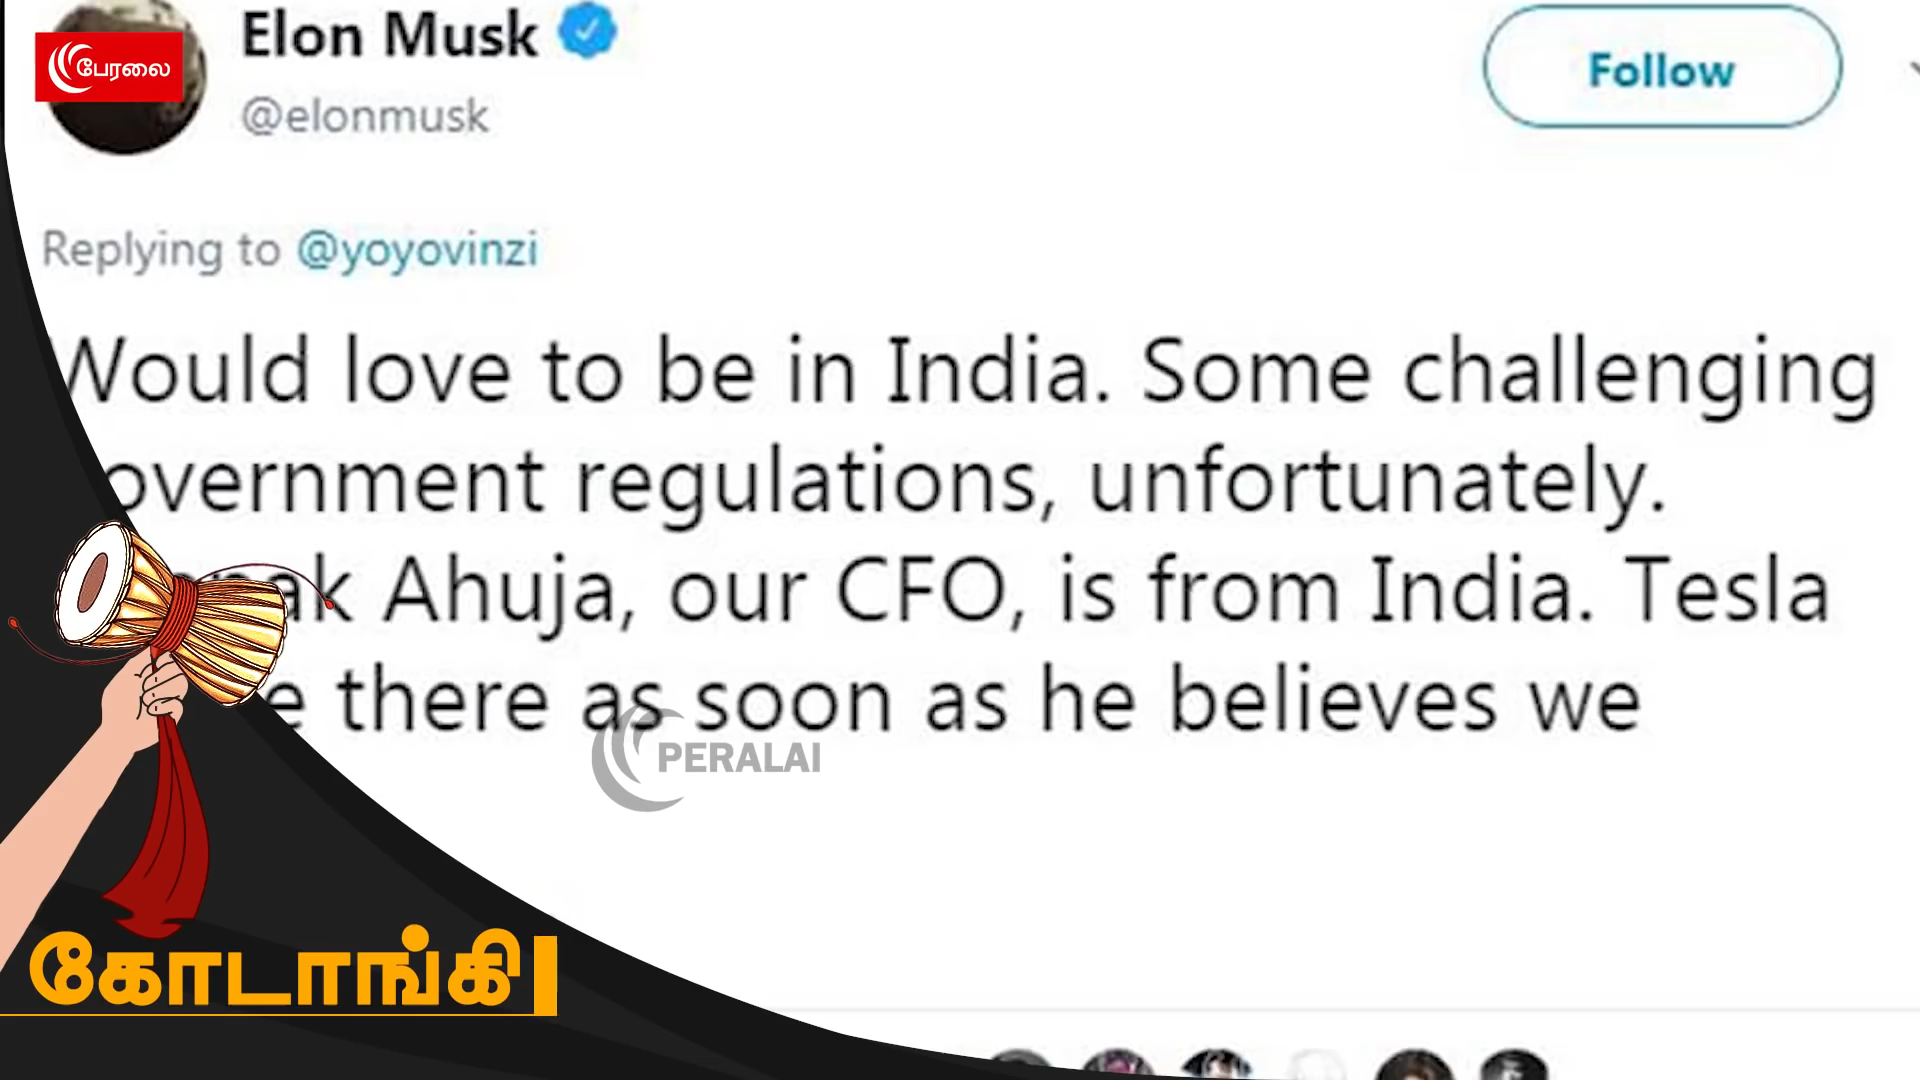 Elon Musk
பேரலை
@elonmusk
Follow
Replying to @yoyovinzi
Would love to be in India. Some challenging
overnment regulations, unfortunately.
ak Ahuja, our CFO, is from India. Tesla
e there as soon as he believes we
PERALAI
கோடாங்கி